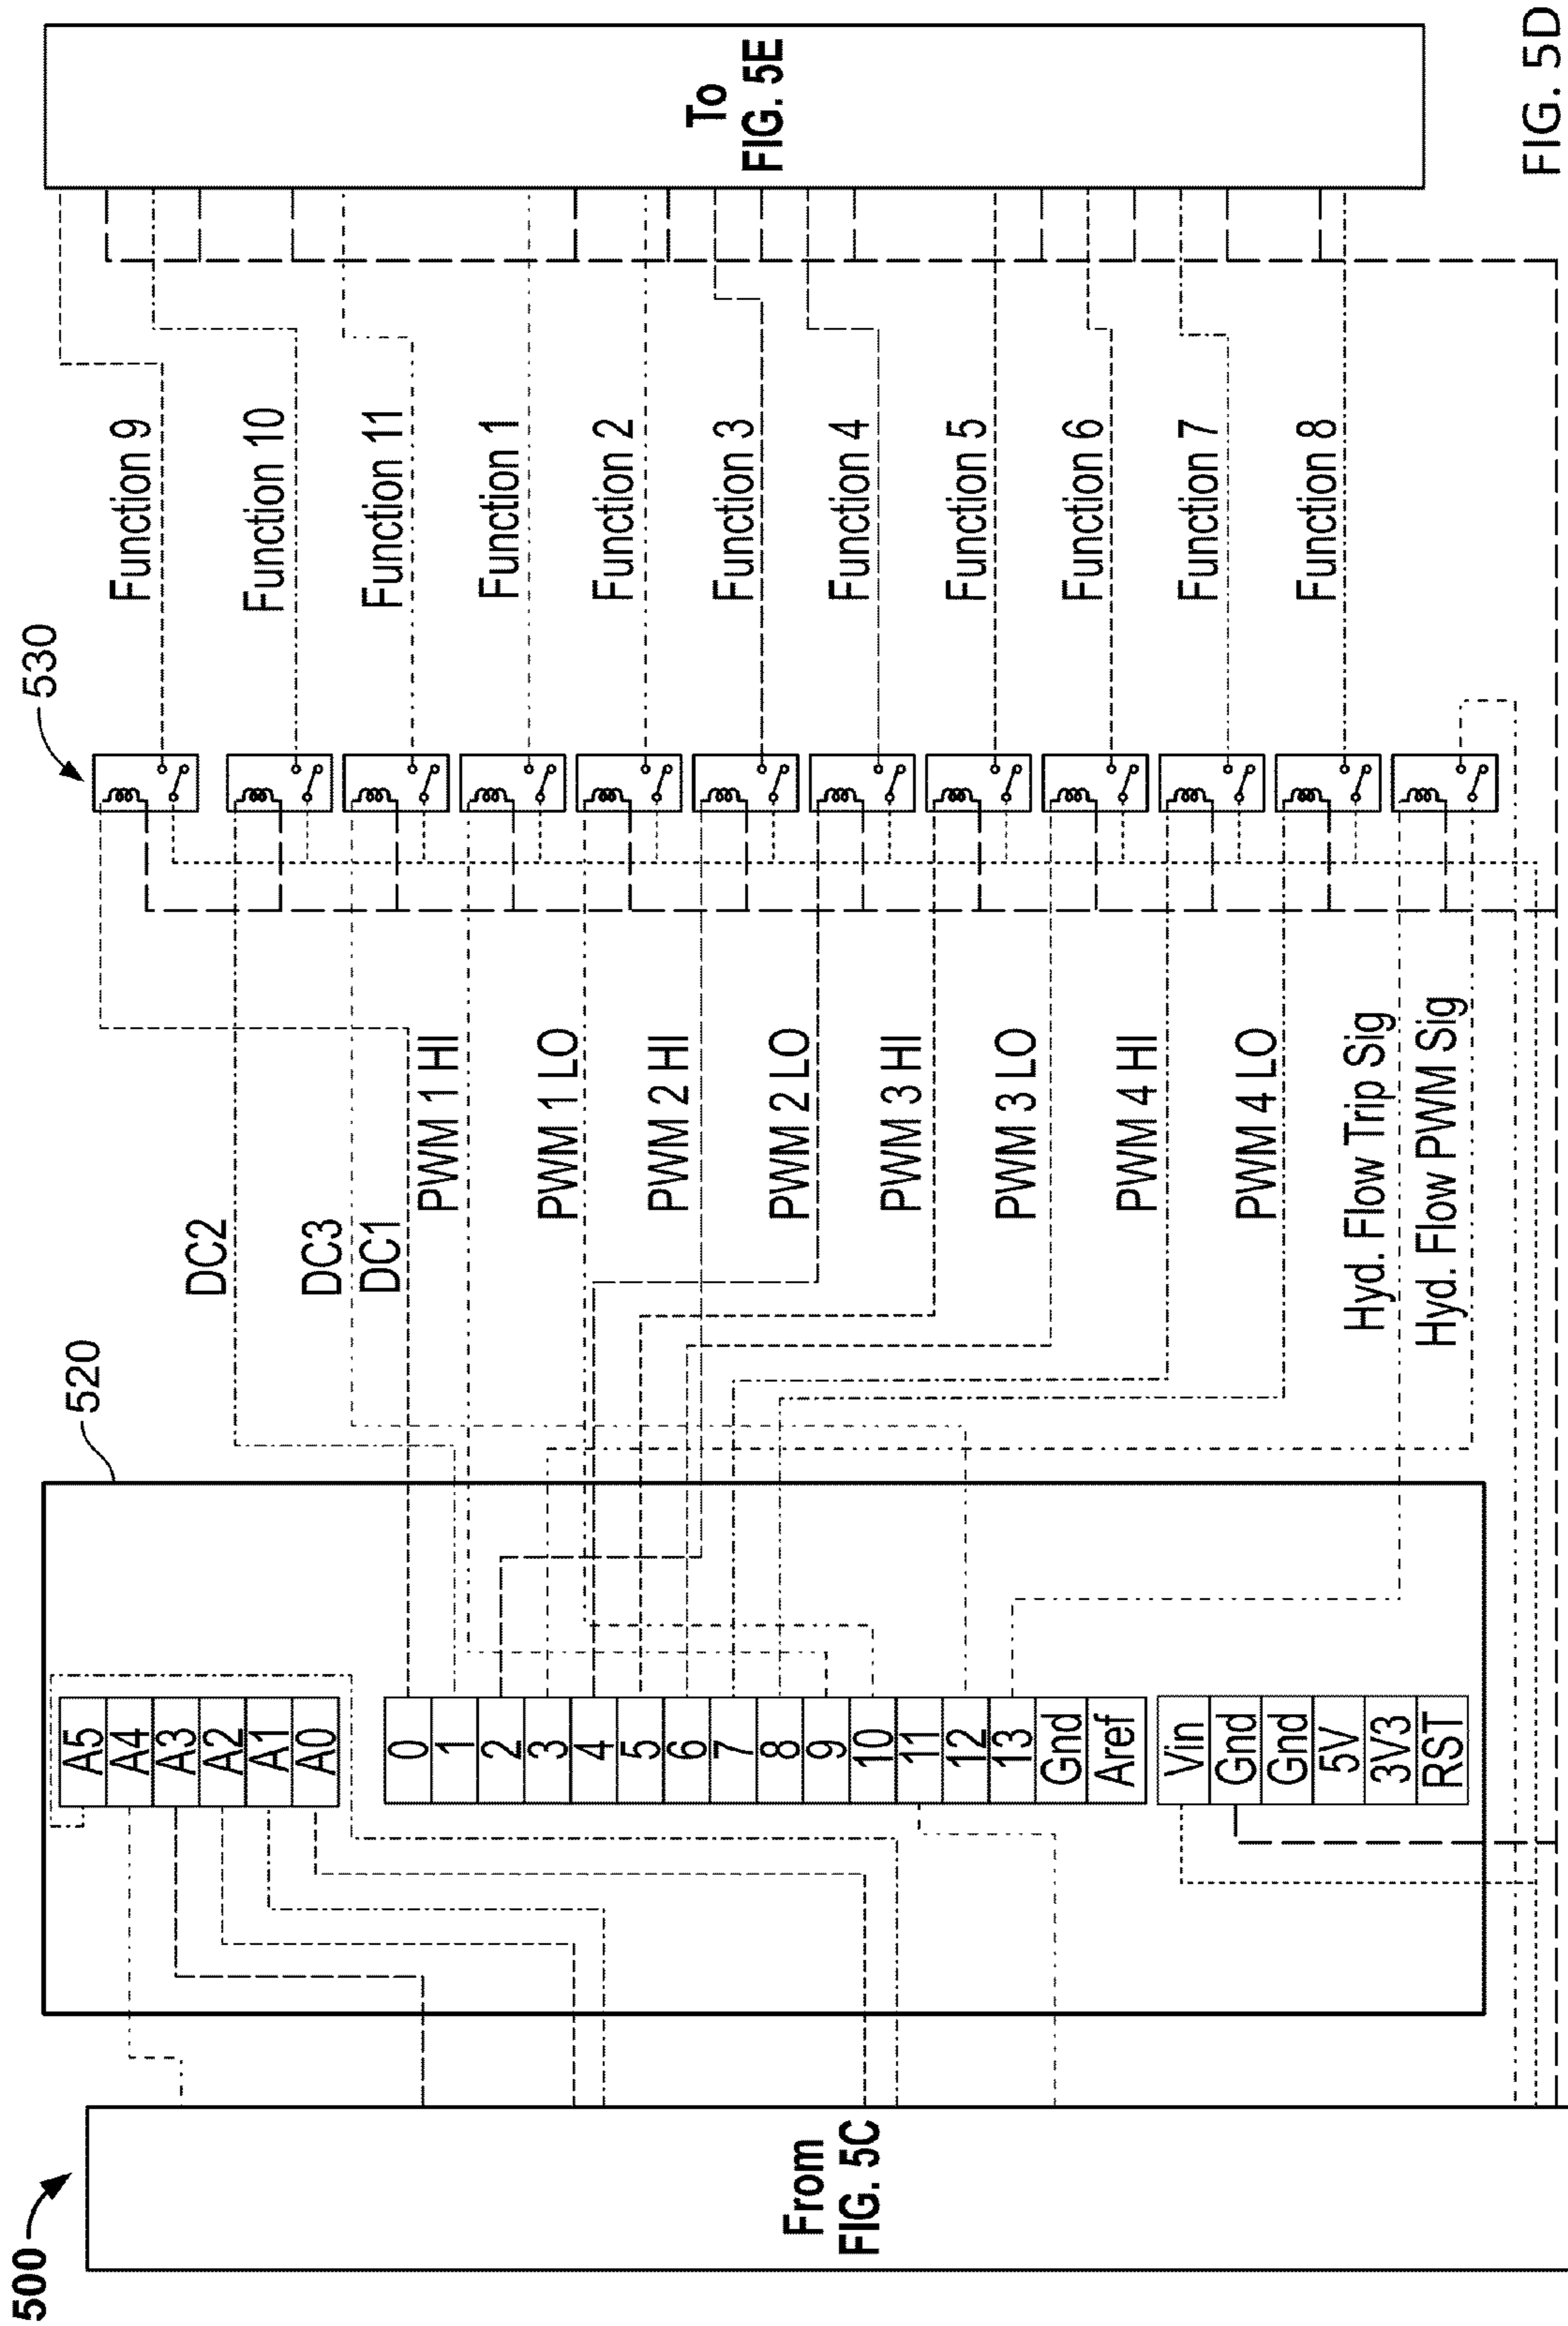 500
From
FIG. 5C
520
A5
A4
A3
A2
A1
A0
0
1
2
3
4
5
6
7
8
9
10
11
12
13
Gnd
Aref
Vin
Gnd
Gnd
5V
3V3
RST
DC2
DC3
DC1
PWM 1 HI
PWM 1 LO
PWM 2 HI
PWM 2 LO
PWM 3 HI
PWM 3 LO
PWM 4 HI
PWM 4 LO
Hyd. Flow Trip Sig
Hyd. Flow PWM Sig
530
Function 9
Function 10
Function 11
Function 1
Function 2
Function 3
Function 4
Function 5
Function 6
Function 7
Function 8
To
FIG. 5E
FIG. 5D